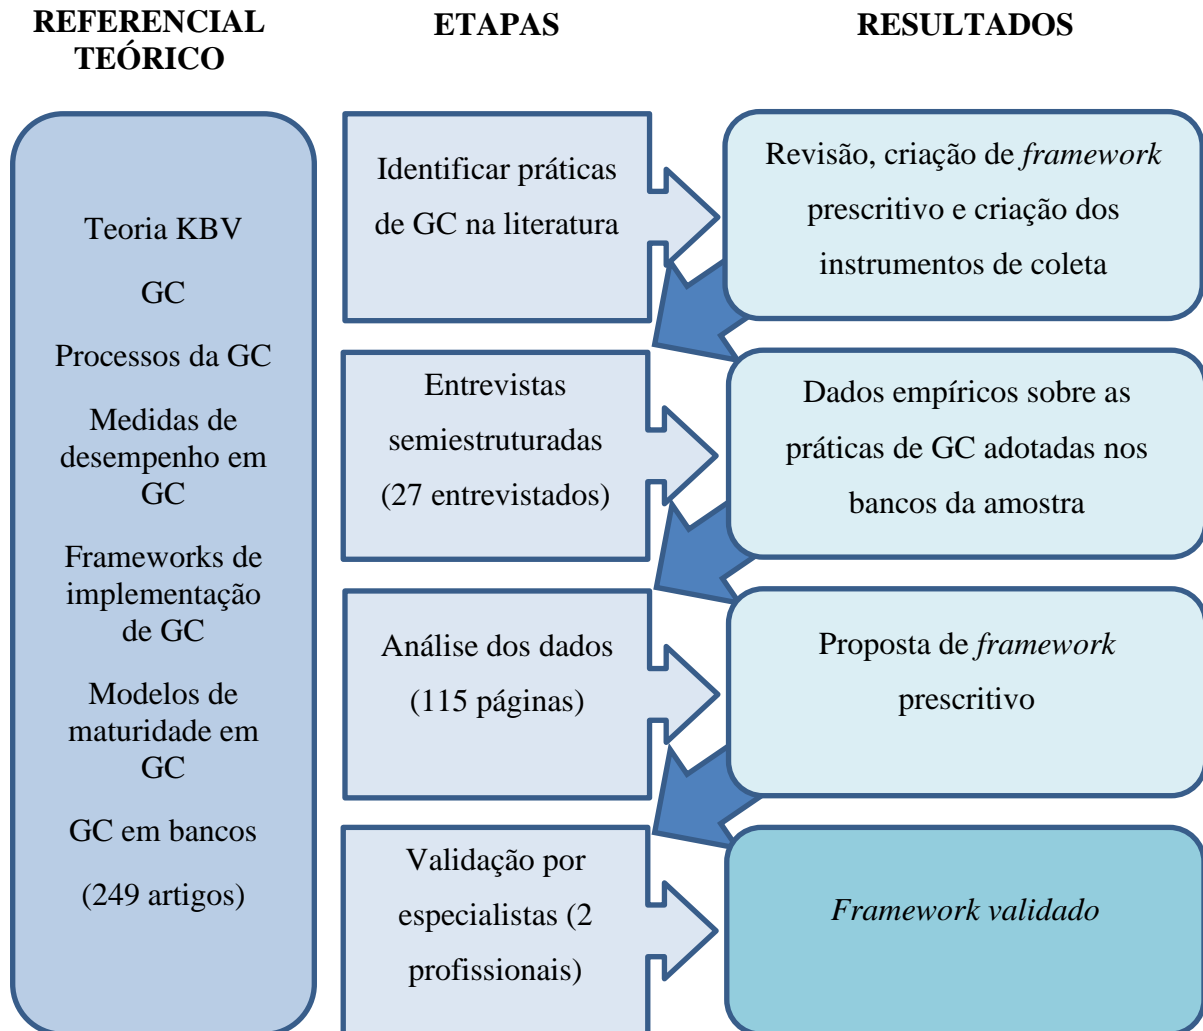 REFERENCIAL
TEÓRICO
ETAPAS
RESULTADOS
Teoria KBV
GC
Processos da GC
Medidas de
desempenho em
GC
Frameworks de
implementação
de GC
Modelos de
maturidade em
GC
GC em bancos
(249 artigos)
Identificar práticas
de GC na literatura
Revisão, criação de framework
prescritivo e criação dos
instrumentos de coleta
Entrevistas
semiestruturadas
(27 entrevistados)
Dados empíricos sobre as
práticas de GC adotadas nos
bancos da amostra
Análise dos dados
(115 páginas)
Proposta de framework
prescritivo
Validação por
especialistas (2
profissionais)
Framework validado